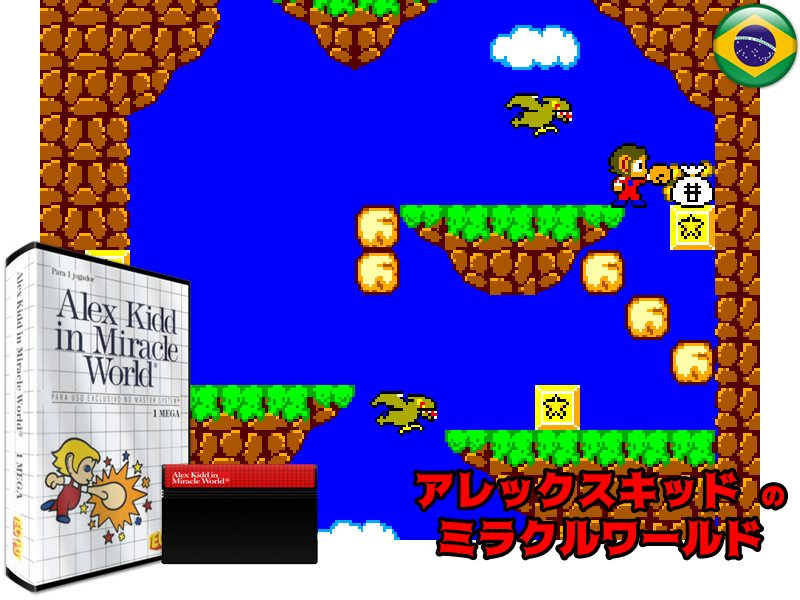 Para 1 jogador
Alex Kidd
in Miracle
World®
PARA USO EXCLUSIVO NO MASTER SYSTEM®
1 MEGA
Alex Kidd in Miracle World® 1 MEGA
Alex Kidd in
Miracle World®
アレックスキッド の
ミラクルワールド